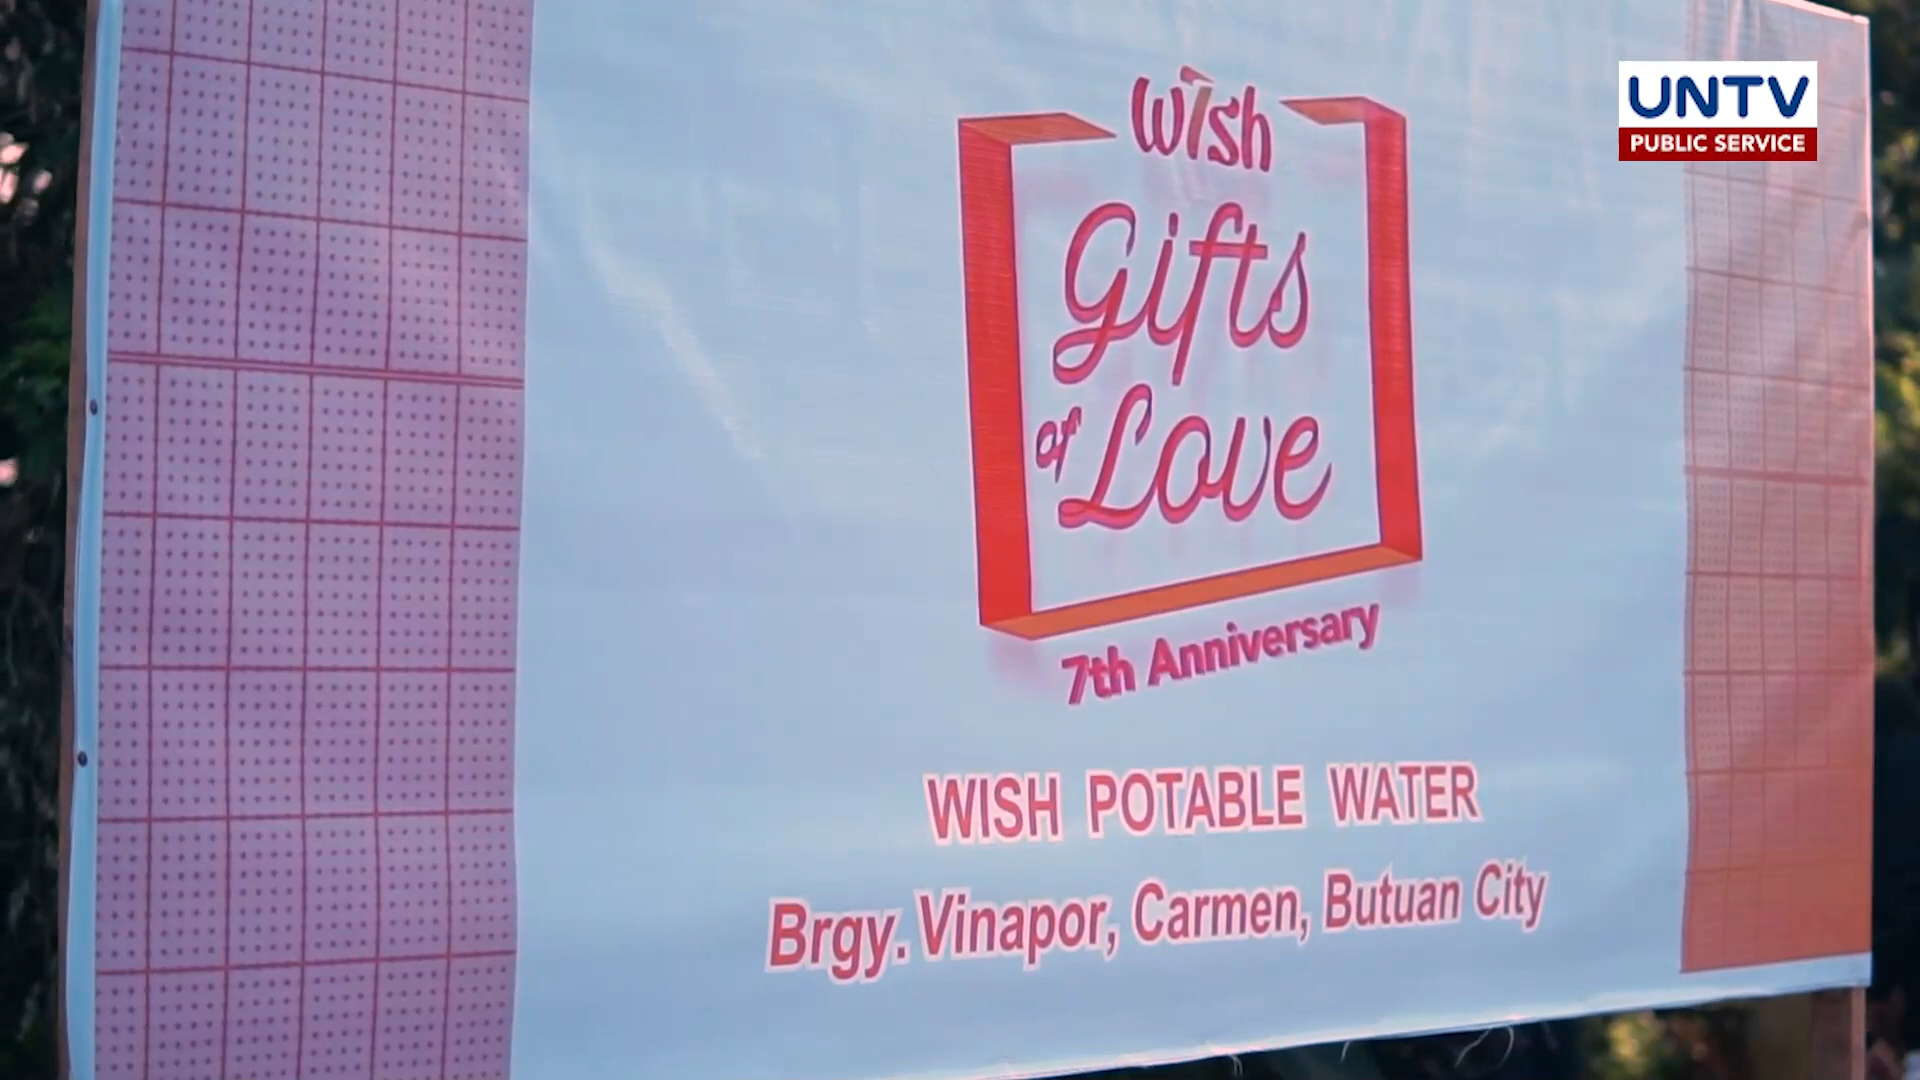 UNTV
PUBLIC SERVICE
wish
Gifts
of Love
7th Anniversary
WISH POTABLE WATER
Brgy. Vinapor, Carmen, Butuan City